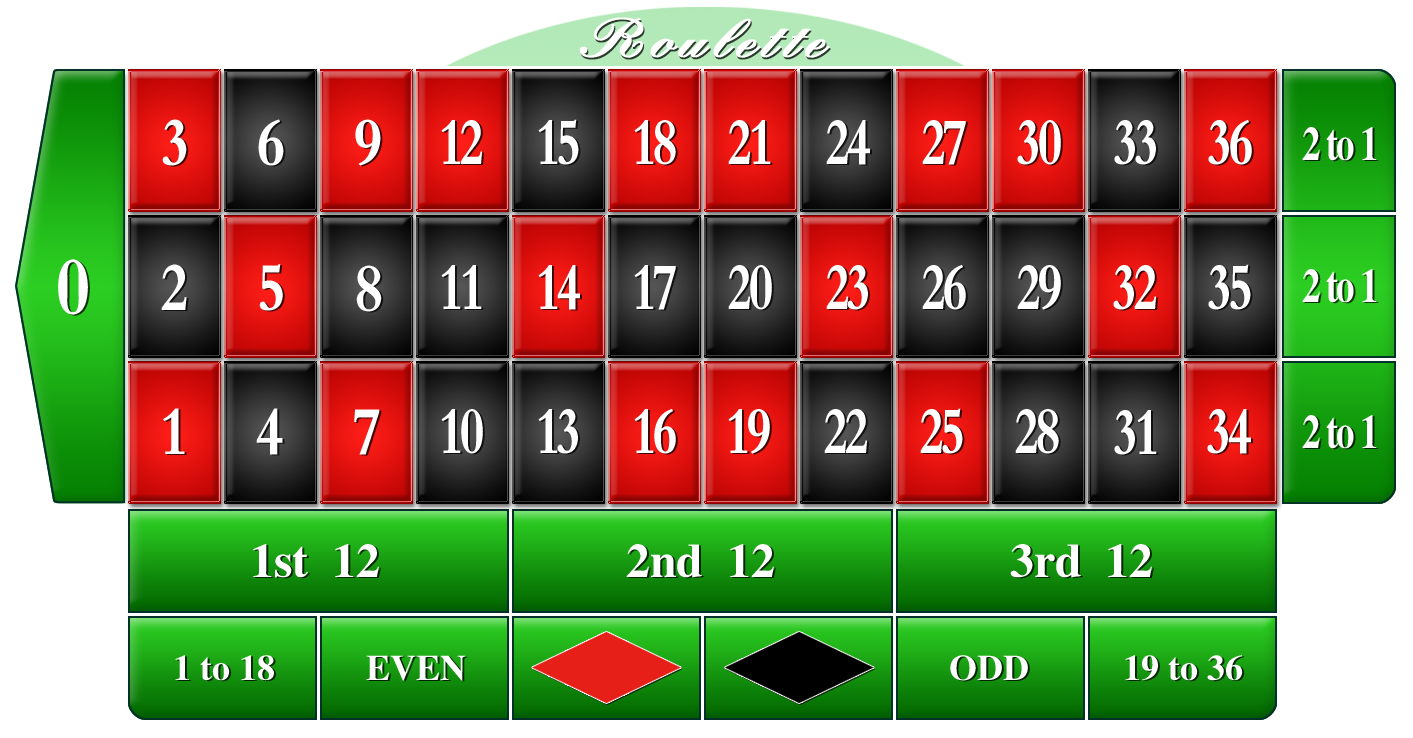 Roulette
3 6 9 12 15 18 21 24 27 30 33 36 2 to 1
0 2 5 8 11 14 17 20 23 26 29 32 35 2 to 1
1 4 7 10 13 16 19 22 25 28 31 34 2 to 1
1st 12 2nd 12 3rd 12
1 to 18 EVEN ODD 19 to 36